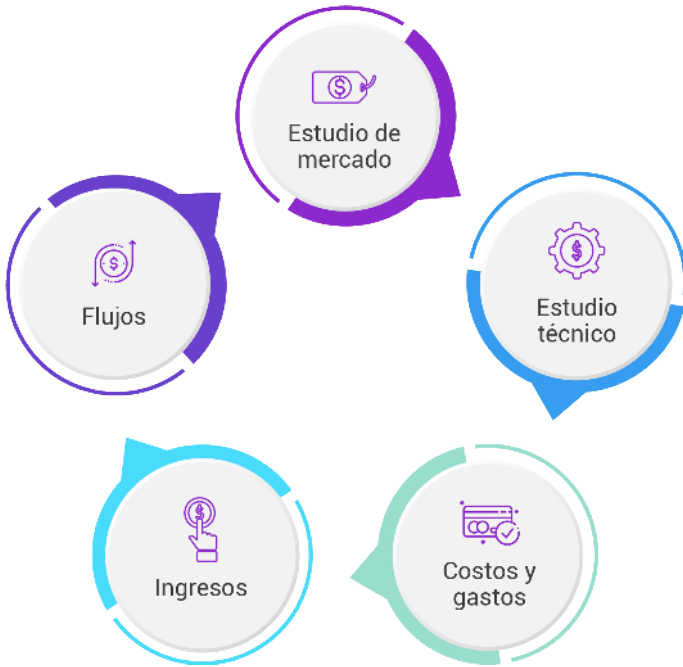 Estudio de
mercado
Estudio
técnico
Costos y
gastos
Ingresos
Flujos